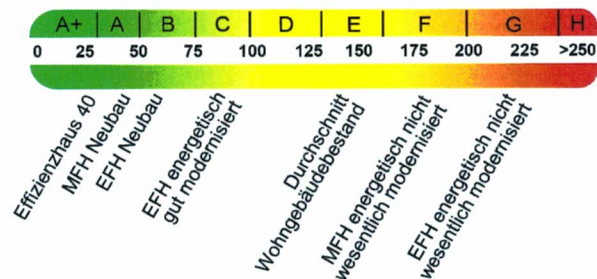 A+ A B C D E F G H
0 25 50 75 100 125 150 175 200 225 >250
Effizienzhaus 40
MFH Neubau
EFH Neubau
EFH energetisch
gut modernisiert
Durchschnitt
Wohngebäudebestand
MFH energetisch nicht
wesentlich modernisiert
EFH energetisch nicht
wesentlich modernisiert